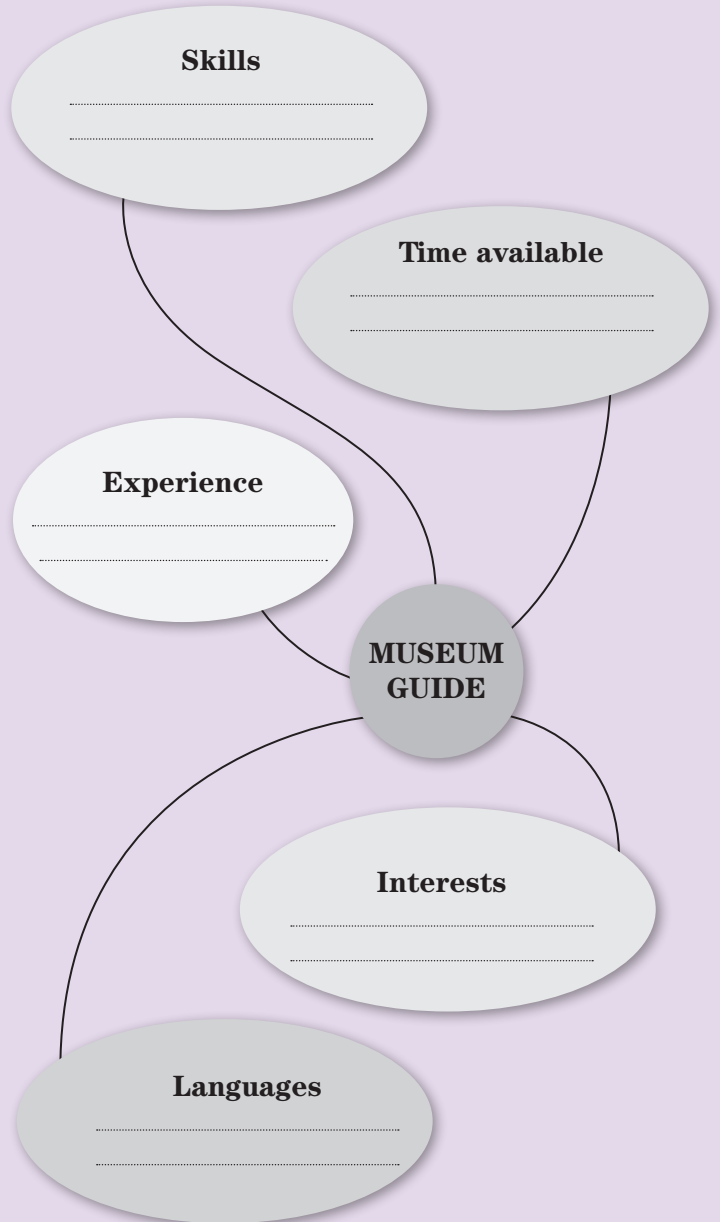 Skills
Time available
Experience
MUSEUM
GUIDE
Interests
Languages